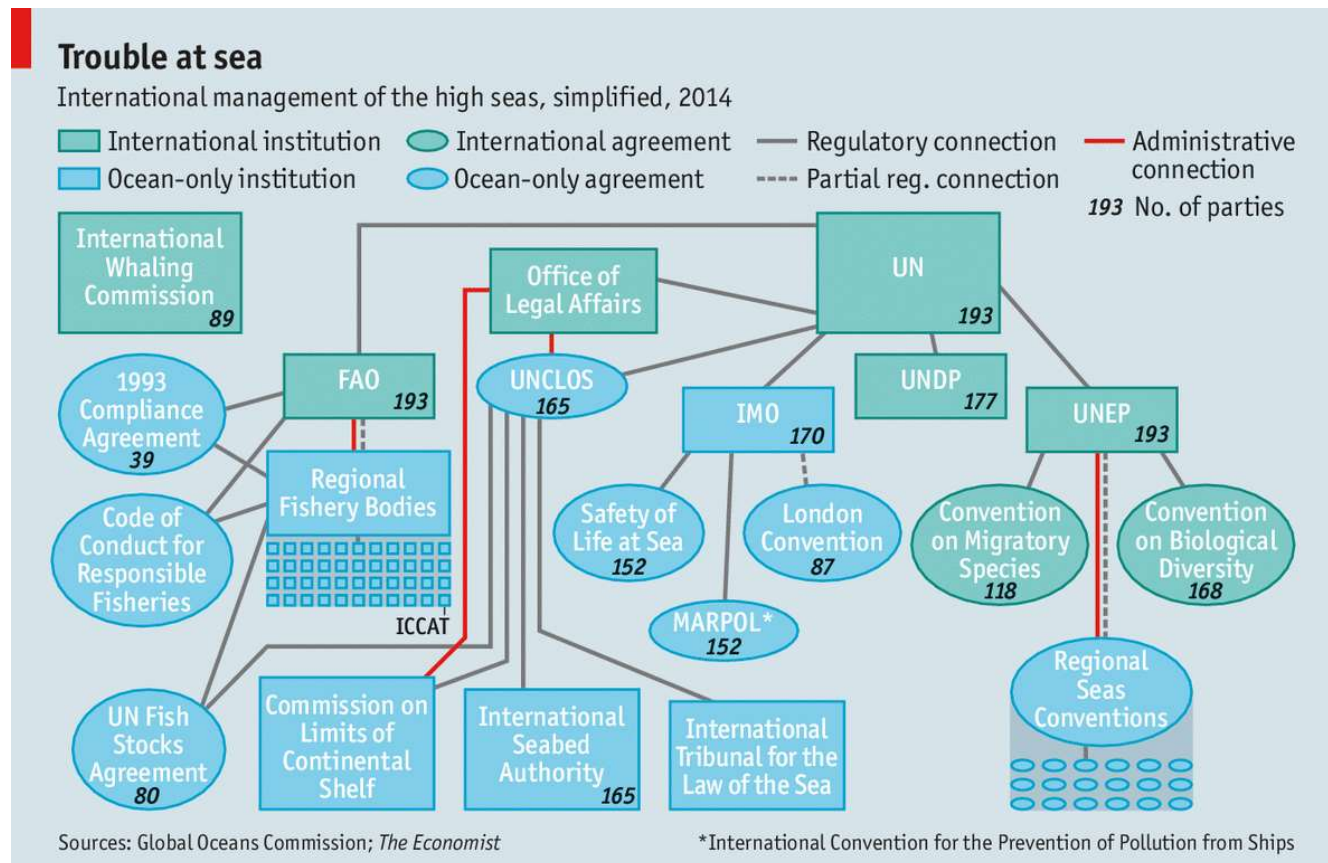 Trouble at sea
International management of the high seas, simplified, 2014
International institution
International agreement
Regulatory connection
Administrative
connection
Ocean-only institution
Ocean-only agreement
Partial reg. connection
193 No. of parties
International
Whaling
Commission
89
Office of
Legal Affairs
UN
193
1993
Compliance
Agreement
39
FAO
193
UNCLOS
165
IMO
170
UNDP
177
UNEP
193
Regional
Fishery Bodies
ICCAT
Code of
Conduct for
Responsible
Fisheries
Safety of
Life at Sea
152
London
Convention
87
MARPOL*
152
Convention
on Migratory
Species
118
Convention
on Biological
Diversity
168
Regional
Seas
Conventions
UN Fish
Stocks
Agreement
80
Commission on
Limits of
Continental
Shelf
International
Seabed
Authority
165
International
Tribunal for the
Law of the Sea
Sources: Global Oceans Commission; The Economist
*International Convention for the Prevention of Pollution from Ships